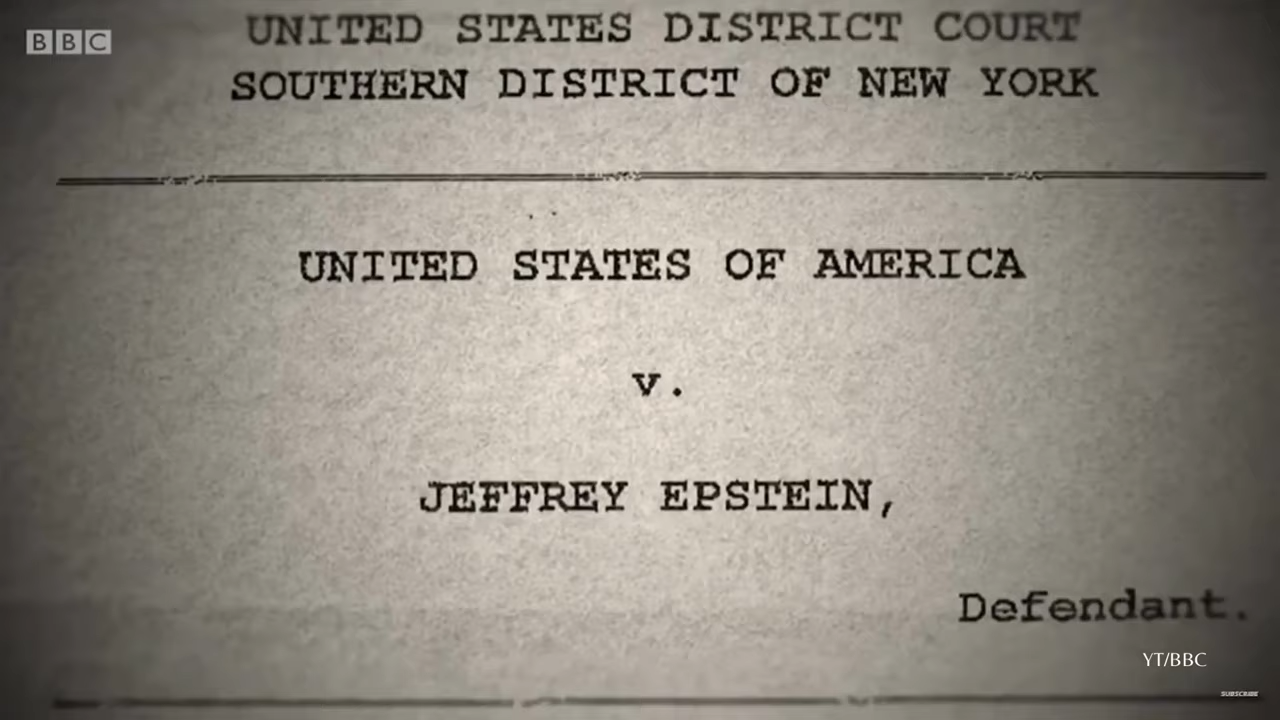 BBC
UNITED STATES DISTRICT COURT
SOUTHERN DISTRICT OF NEW YORK
UNITED STATES OF AMERICA
v.
JEFFREY EPSTEIN,
Defendant.
YT/BBC
SUBSCRIBE